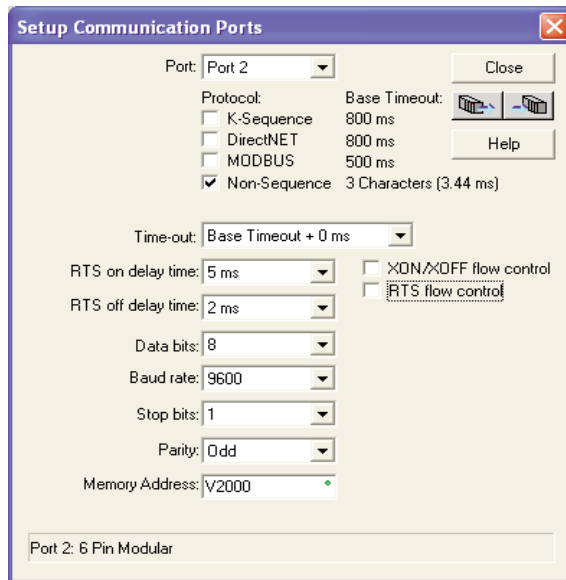 Setup Communication Ports
Port: Port 2
Close
Protocol: Base Timeout:
K-Sequence 800 ms
DirectNET 800 ms
MODBUS 500 ms
Non-Sequence 3 Characters (3.44 ms)
Help
Time-out: Base Timeout + 0 ms
RTS on delay time: 5 ms
XON/XOFF flow control
RTS off delay time: 2 ms
RTS flow control
Data bits: 8
Baud rate: 9600
Stop bits: 1
Parity: Odd
Memory Address: V2000
Port 2: 6 Pin Modular